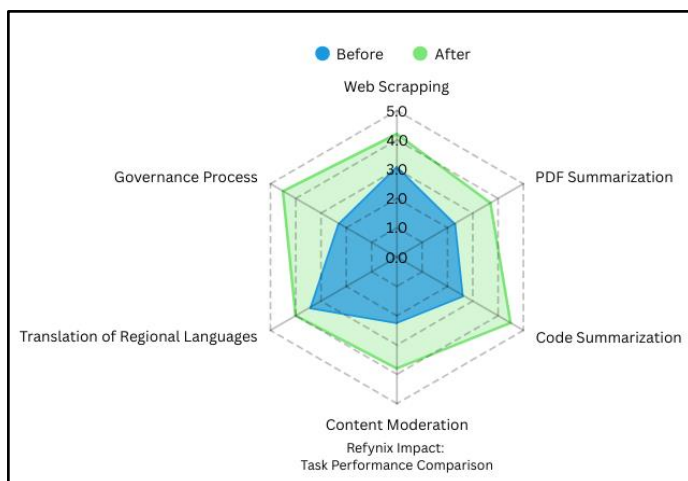 Before After
Web Scrapping
5.0
4.0
3.0
2.0
1.0
0.0
Governance Process
PDF Summarization
Translation of Regional Languages
Code Summarization
Content Moderation
Refynix Impact:
Task Performance Comparison